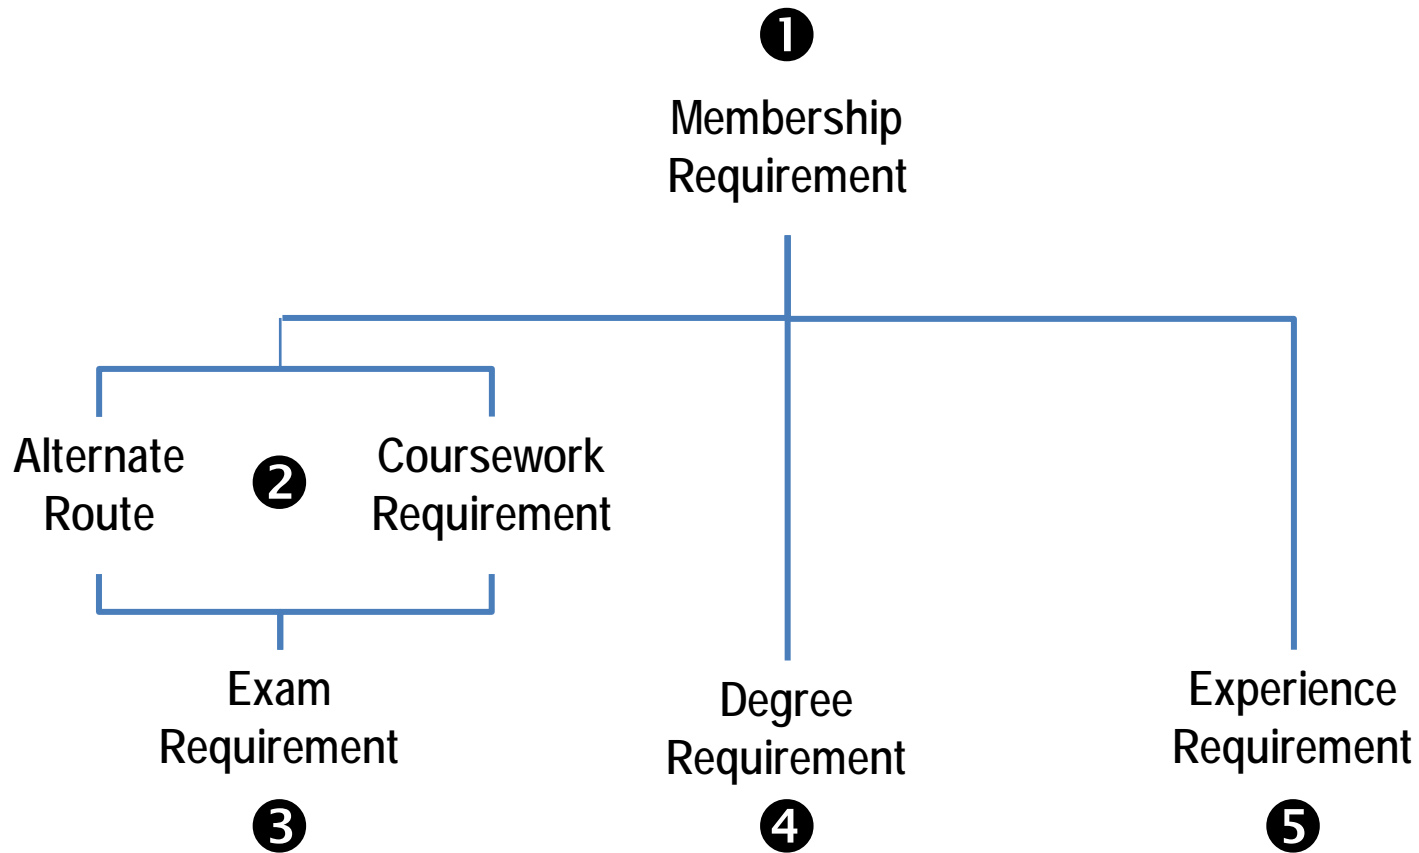 ❶
Membership
Requirement
Alternate
Route
❷
Coursework
Requirement
Exam
Requirement
❸
Degree
Requirement
❹
Experience
Requirement
❺